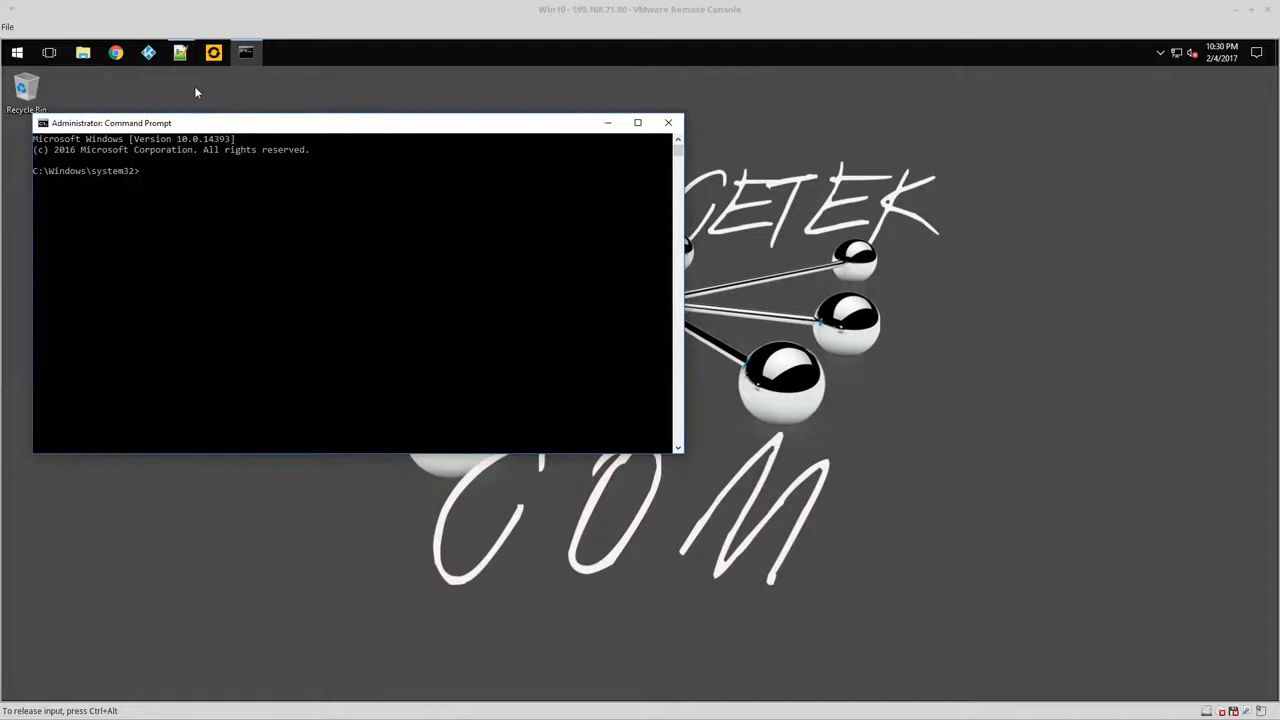 Win10 - 199.168.71.90 - VMware Remote Console
File
10:30 PM
2/4/2017
Recycle Bin
Administrator: Command Prompt
Microsoft Windows [Version 10.0.14393]
(c) 2016 Microsoft Corporation. All rights reserved.
C:\Windows\system32>
GETEK
COM
To release input, press Ctrl+Alt